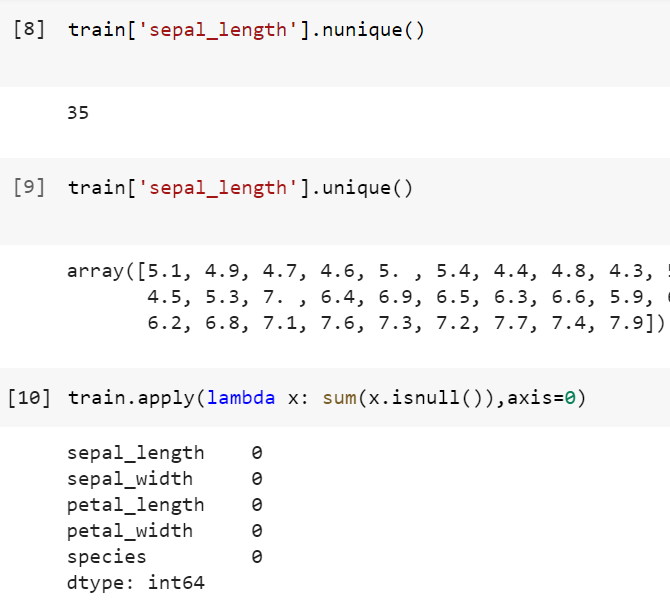 [8] train['sepal_length'].nunique()
35
[9] train['sepal_length'].unique()
array([5.1, 4.9, 4.7, 4.6, 5. , 5.4, 4.4, 4.8, 4.3,
4.5, 5.3, 7. , 6.4, 6.9, 6.5, 6.3, 6.6, 5.9,
6.2, 6.8, 7.1, 7.6, 7.3, 7.2, 7.7, 7.4, 7.9])
[10] train.apply(lambda x: sum(x.isnull()),axis=0)
sepal_length 0
sepal_width 0
petal_length 0
petal_width 0
species 0
dtype: int64